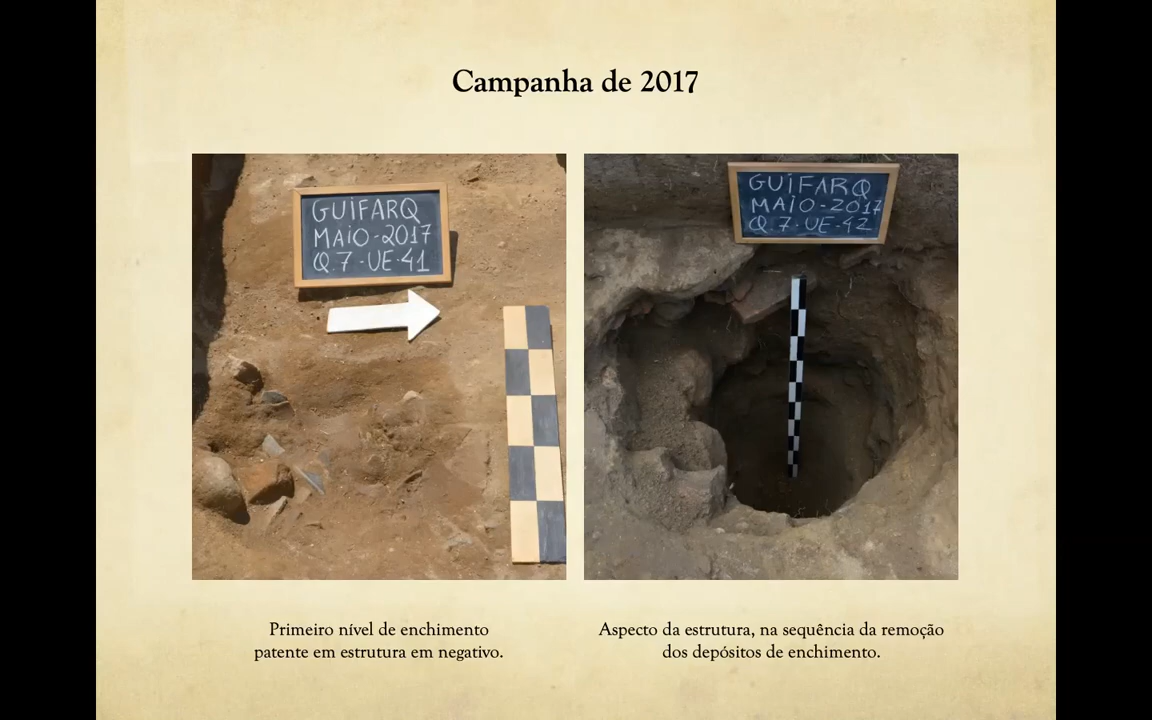 Campanha de 2017
GUIFARQ
MAIO-2017
Q.7-UE-41
GUIFARQ
MAIO-2017
Q.7-UE-42
Primeiro nível de enchimento
patente em estrutura em negativo.
Aspecto da estrutura, na sequência da remoção
dos depósitos de enchimento.